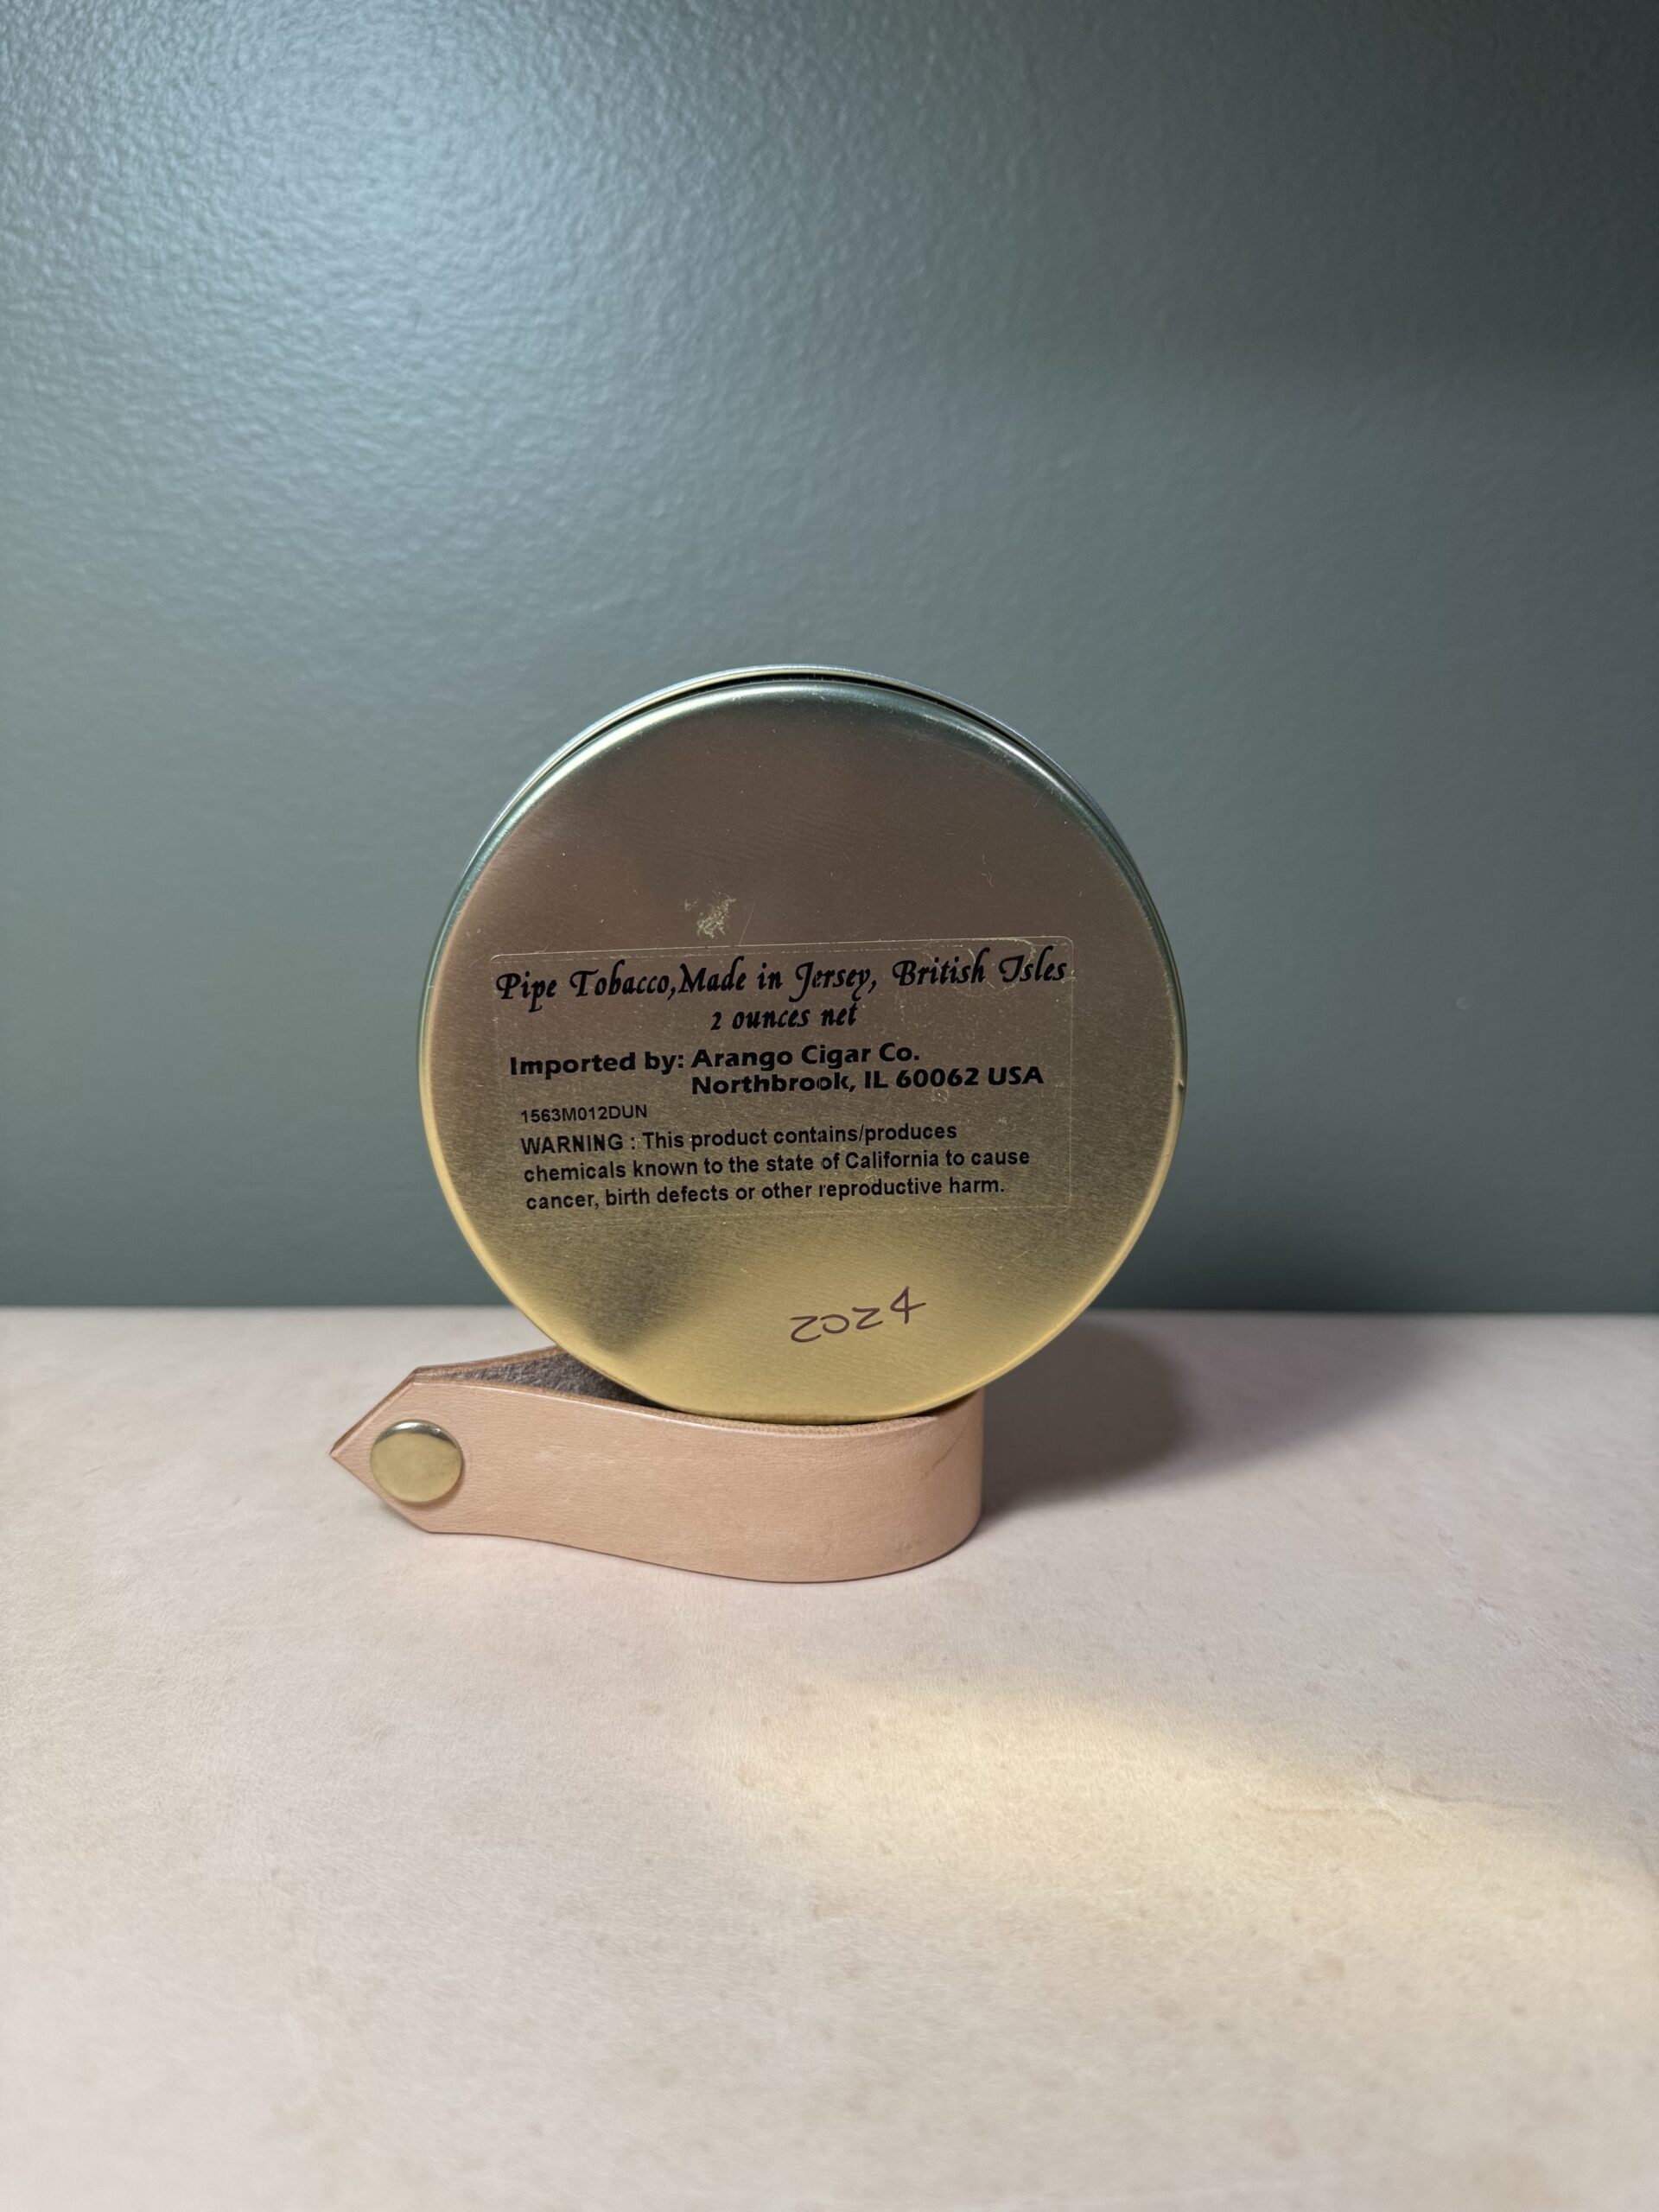 Pipe Tobacco,Made in Jersey, British Isles
2 ounces net
Imported by: Arango Cigar Co.
Northbrook, IL 60062 USA
1563M012DUN
WARNING : This product contains/produces
chemicals known to the state of California to cause
cancer, birth defects or other reproductive harm.
2024